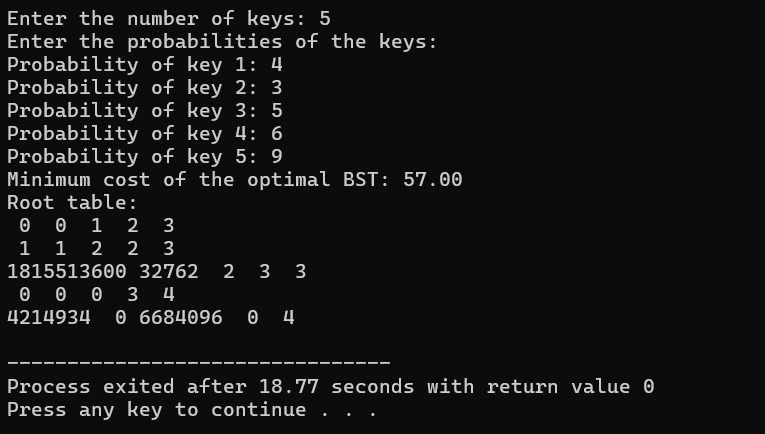 Enter the number of keys: 5
Enter the probabilities of the keys:
Probability of key 1: 4
Probability of key 2: 3
Probability of key 3: 5
Probability of key 4: 6
Probability of key 5: 9
Minimum cost of the optimal BST: 57.00
Root table:
 0  0  1  2  3
 1  1  2  2  3
1815513600 32762  2  3  3
 0  0  0  3  4
4214934  0 6684096  0  4
--------------------------------
Process exited after 18.77 seconds with return value 0
Press any key to continue . . .